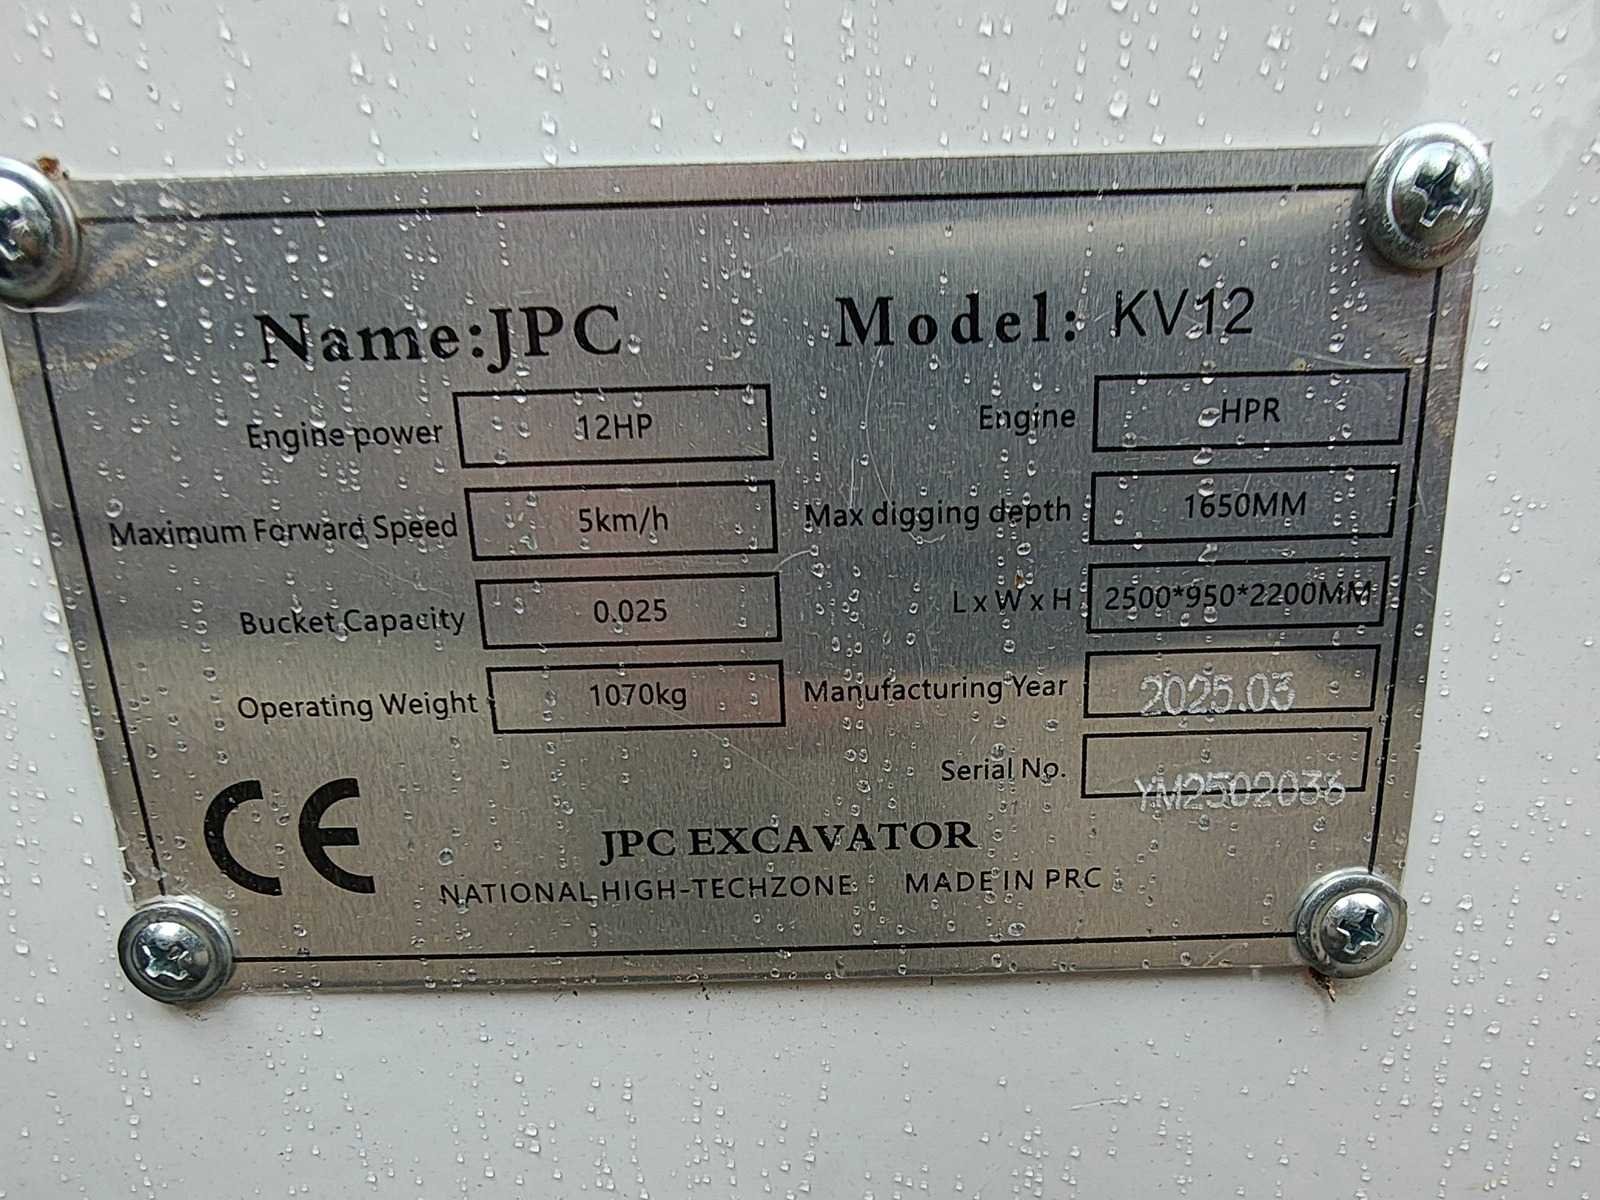 Name:JPC Model: KV12
Engine power 12HP Engine HPR
Maximum Forward Speed 5km/h Max digging depth 1650MM
Bucket Capacity 0.025 L x W x H 2500*950*2200MM
Operating Weight 1070kg Manufacturing Year 2025.03
Serial No. YM2502036
CE
JPC EXCAVATOR
NATIONAL HIGH-TECHZONE MADE IN PRC